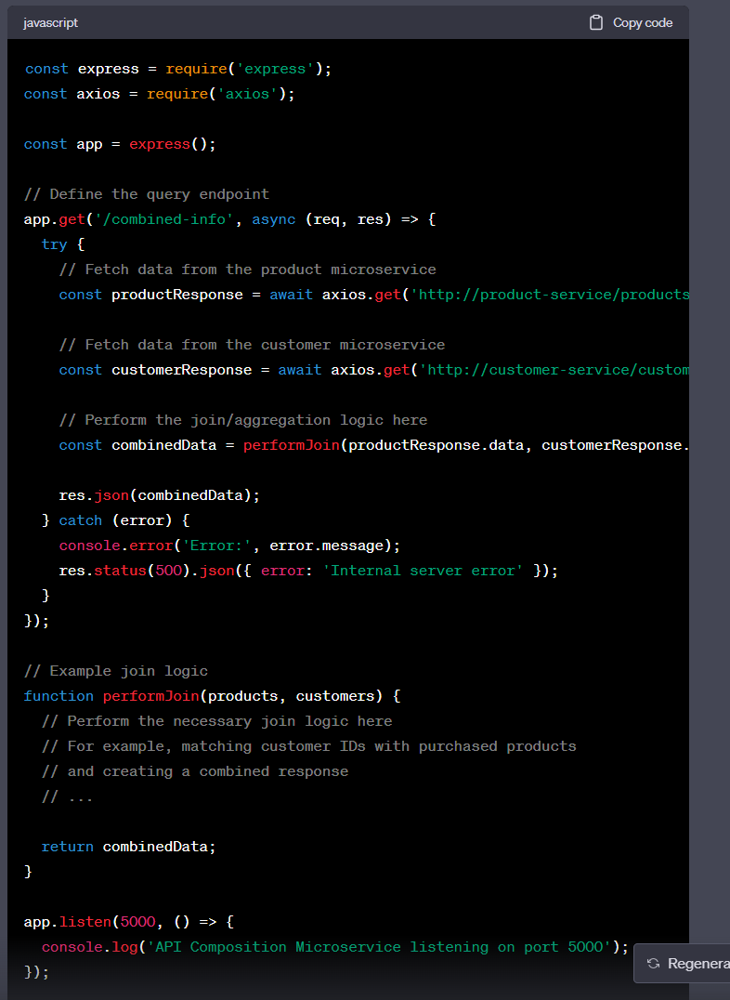 javascript
Copy code
const express = require('express');
const axios = require('axios');
const app = express();
// Define the query endpoint
app.get('/combined-info', async (req, res) => {
  try {
    // Fetch data from the product microservice
    const productResponse = await axios.get('http://product-service/products
    // Fetch data from the customer microservice
    const customerResponse = await axios.get('http://customer-service/custom
    // Perform the join/aggregation logic here
    const combinedData = performJoin(productResponse.data, customerResponse.
    res.json(combinedData);
  } catch (error) {
    console.error('Error:', error.message);
    res.status(500).json({ error: 'Internal server error' });
  }
});
// Example join logic
function performJoin(products, customers) {
  // Perform the necessary join logic here
  // For example, matching customer IDs with purchased products
  // and creating a combined response
  // ...
  return combinedData;
}
app.listen(5000, () => {
  console.log('API Composition Microservice listening on port 5000');
Regenera
});